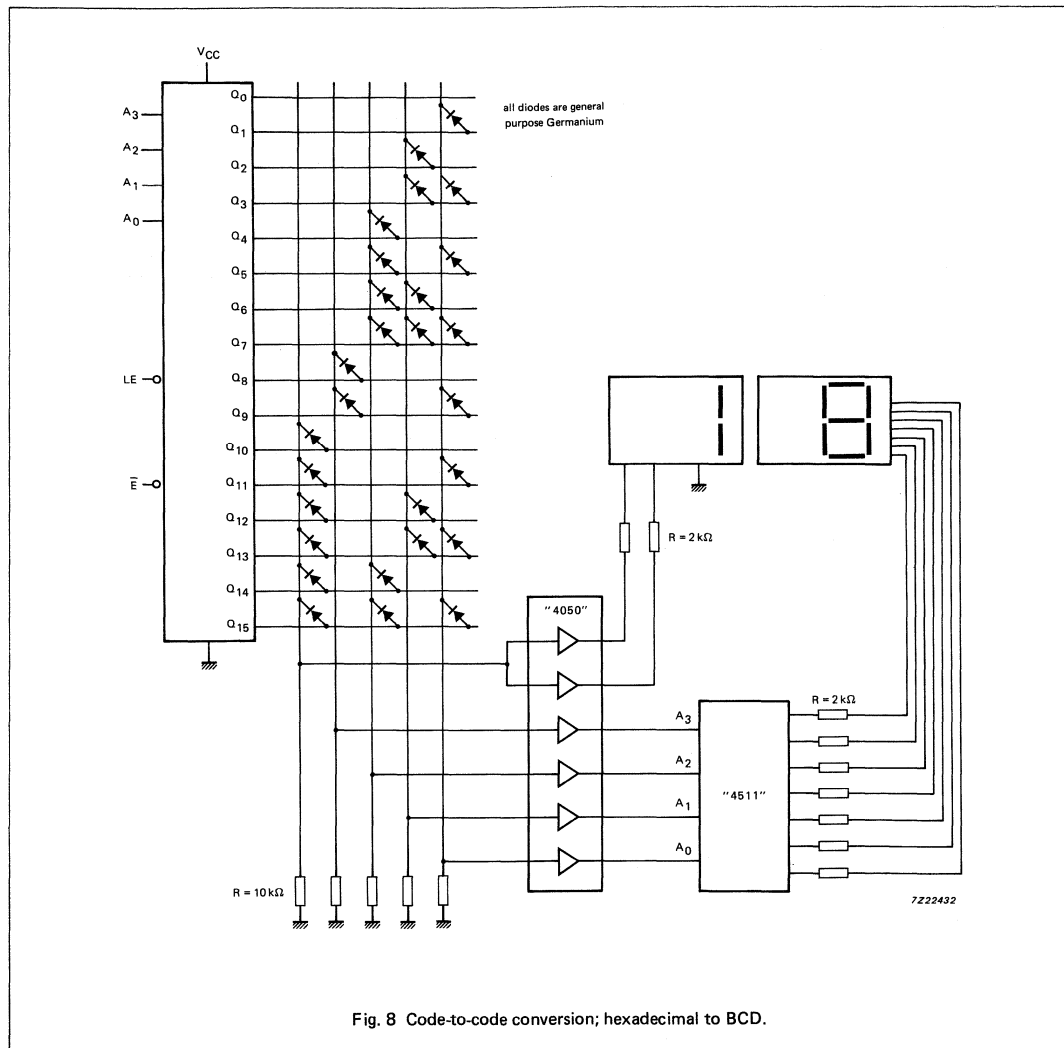 VCC
Q0
all diodes are general
purpose Germanium
A3
Q1
A2
Q2
A1
Q3
A0
Q4
Q5
Q6
Q7
LE
Q8
Q9
Q10
Q11
E
Q12
Q13
R = 2 kΩ
Q14
"4050"
Q15
R = 2 kΩ
A3
A2
"4511"
A1
A0
R = 10 kΩ
7Z22432
Fig. 8 Code-to-code conversion; hexadecimal to BCD.